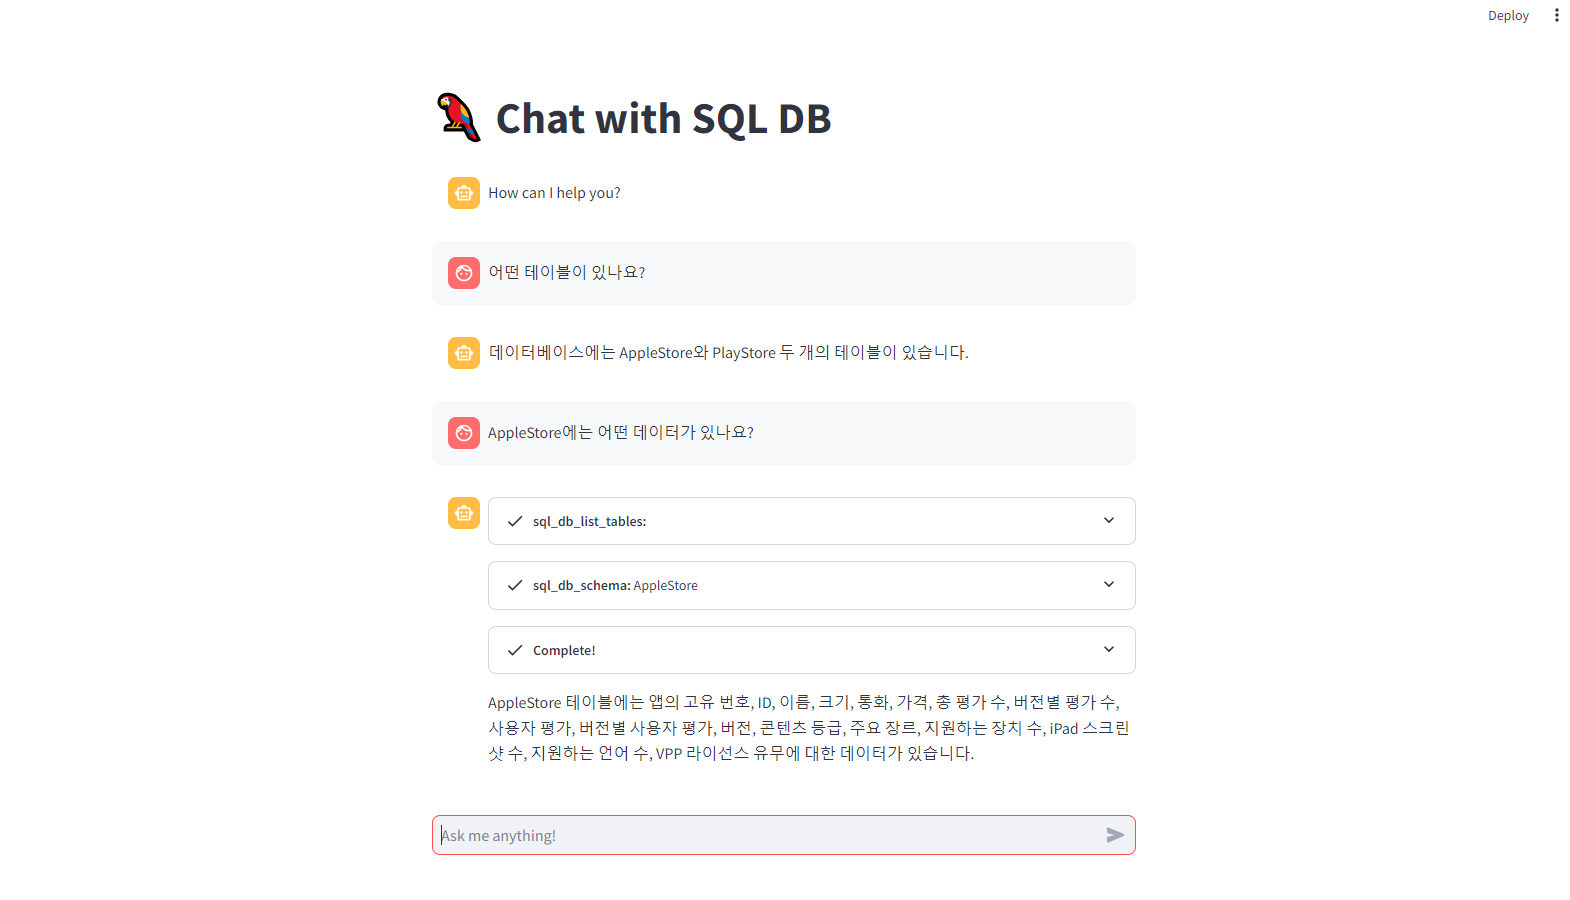 Deploy
Chat with SQL DB
How can I help you?
어떤 테이블이 있나요?
데이터베이스에는 AppleStore와 PlayStore 두 개의 테이블이 있습니다.
AppleStore에는 어떤 데이터가 있나요?
sql_db_list_tables:
sql_db_schema: AppleStore
Complete!
AppleStore 테이블에는 앱의 고유 번호, ID, 이름, 크기, 통화, 가격, 총 평가 수, 버전별 평가 수,
사용자 평가, 버전별 사용자 평가, 버전, 콘텐츠 등급, 주요 장르, 지원하는 장치 수, iPad 스크린
샷 수, 지원하는 언어 수, VPP 라이선스 유무에 대한 데이터가 있습니다.
Ask me anything!